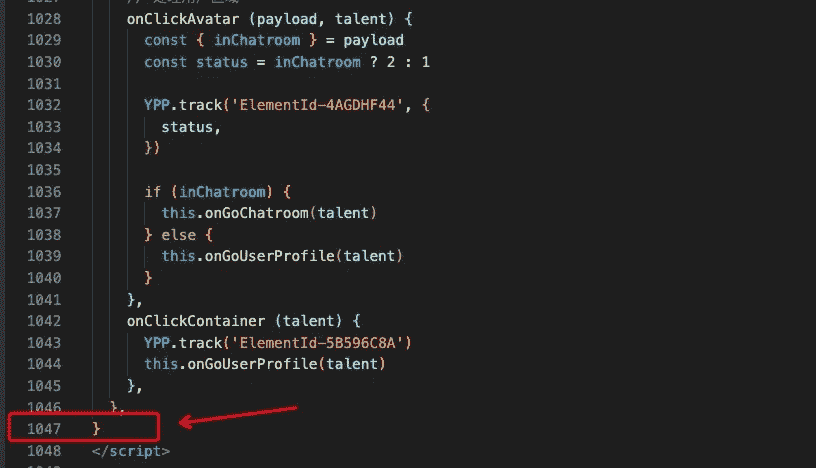 1028 onClickAvatar (payload, talent) {
1029 const { inChatroom } = payload
1030 const status = inChatroom ? 2 : 1
1031
1032 YPP.track('ElementId-4AGDHF44', {
1033 status,
1034 })
1035
1036 if (inChatroom) {
1037 this.onGoChatroom(talent)
1038 } else {
1039 this.onGoUserProfile(talent)
1040 }
1041 },
1042 onClickContainer (talent) {
1043 YPP.track('ElementId-5B596C8A')
1044 this.onGoUserProfile(talent)
1045 },
1046 },
1047 }
1048 </script>